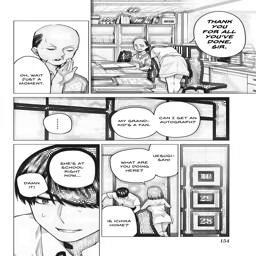 THANK
YOU
FOR ALL
YOU'VE
DONE,
SIR.
OH, WAIT
JUST A
MOMENT.
CAN I GET AN
AUTOGRAPH?
MY GRAND-
KID'S A FAN.
UESUGI-
SAN!
WHAT ARE
YOU DOING
HERE?
IS ICHIKA
HOME?
SHE'S AT
SCHOOL
RIGHT
NOW...
DAMN
IT!
154